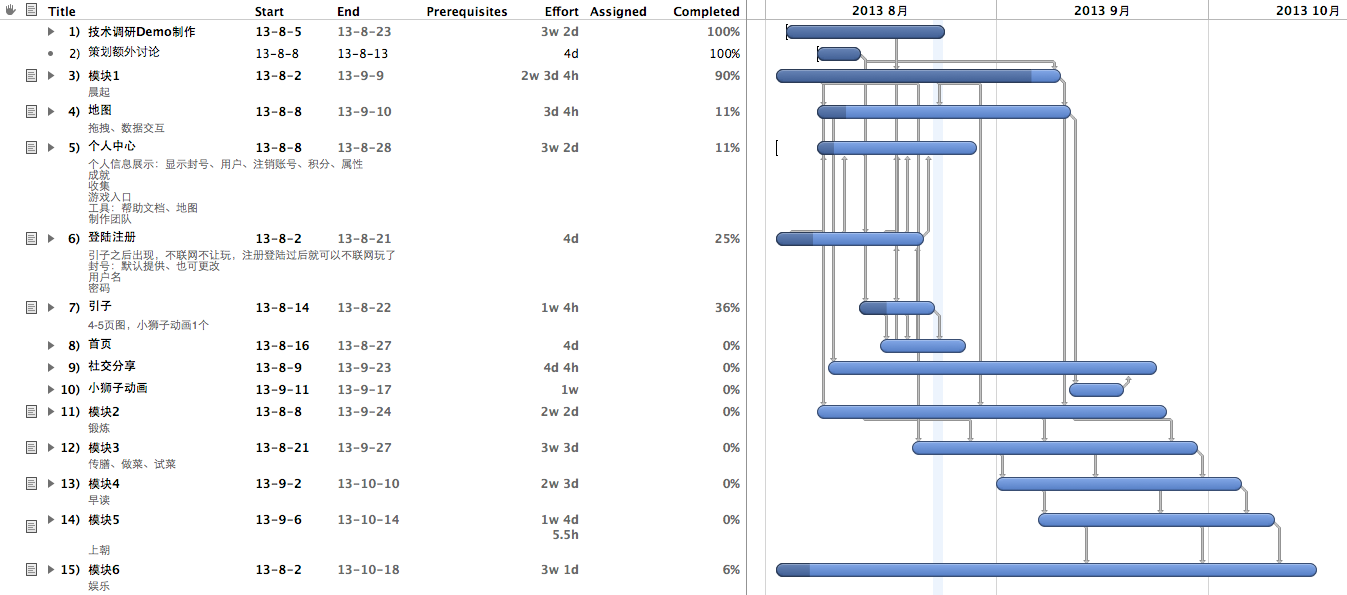 Title Start End Prerequisites Effort Assigned Completed 2013 8月 2013 9月 2013 10月
1) 技术调研Demo制作 13-8-5 13-8-23 3w 2d 100%
2) 策划额外讨论 13-8-8 13-8-13 4d 100%
3) 模块1 13-8-2 13-9-9 2w 3d 4h 90%
晨起
4) 地图 13-8-8 13-9-10 3d 4h 11%
拖拽、数据交互
5) 个人中心 13-8-8 13-8-28 3w 2d 11%
个人信息展示：显示封号、用户、注销账号、积分、属性
成就
收集
游戏入口
工具：帮助文档、地图
制作团队
6) 登陆注册 13-8-2 13-8-21 4d 25%
引子之后出现，不联网不让玩，注册登陆过后就可以不联网玩了
封号：默认提供、也可更改
用户名
密码
7) 引子 13-8-14 13-8-22 1w 4h 36%
4-5页图，小狮子动画1个
8) 首页 13-8-16 13-8-27 4d 0%
9) 社交分享 13-8-9 13-9-23 4d 4h 0%
10) 小狮子动画 13-9-11 13-9-17 1w 0%
11) 模块2 13-8-8 13-9-24 2w 2d 0%
锻炼
12) 模块3 13-8-21 13-9-27 3w 3d 0%
传膳、做菜、试菜
13) 模块4 13-9-2 13-10-10 2w 3d 0%
早读
14) 模块5 13-9-6 13-10-14 1w 4d 0%
5.5h
上朝
15) 模块6 13-8-2 13-10-18 3w 1d 6%
娱乐